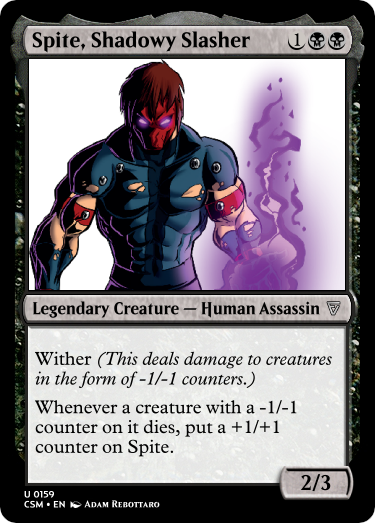 Spite, Shadowy Slasher 1
Legendary Creature — Human Assassin
Wither (This deals damage to creatures
in the form of -1/-1 counters.)
Whenever a creature with a -1/-1
counter on it dies, put a +1/+1
counter on Spite.
2/3
U 0159
CSM • EN Adam Rebottaro